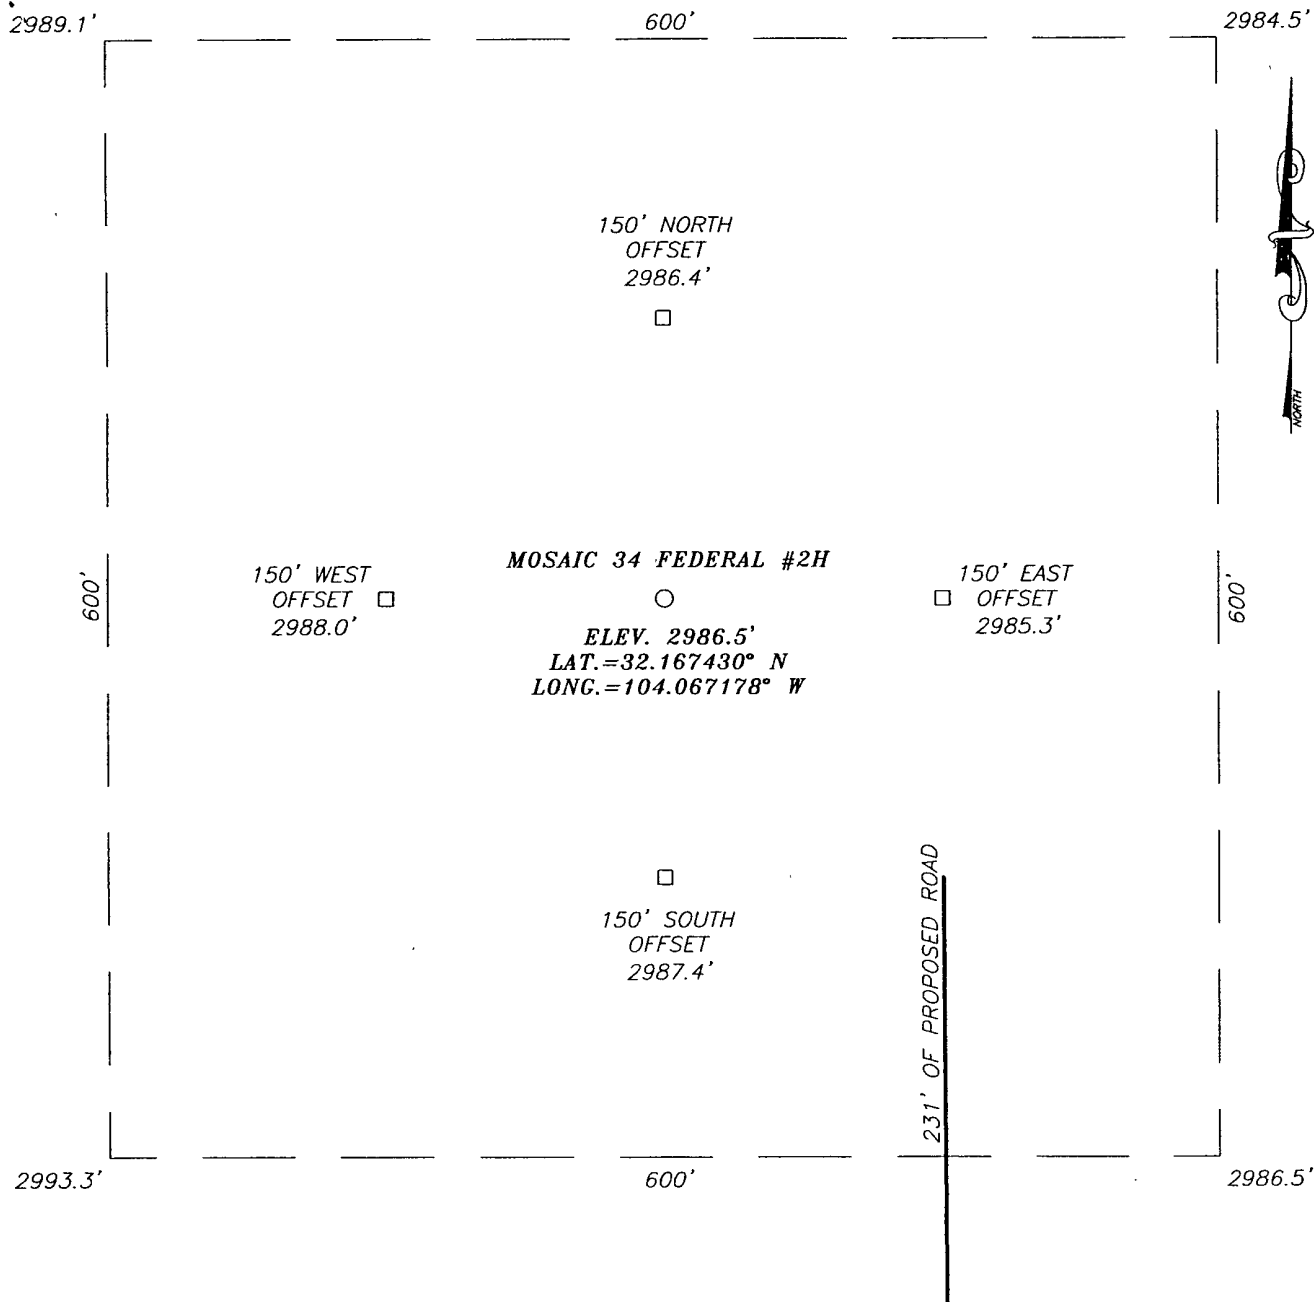 2989.1'
600'
2984.5'
NORTH
150' NORTH
OFFSET
2986.4'
600'
150' WEST
OFFSET
2988.0'
MOSAIC 34 FEDERAL #2H
ELEV. 2986.5'
LAT.=32.167430° N
LONG.=104.067178° W
150' EAST
OFFSET
2985.3'
600'
150' SOUTH
OFFSET
2987.4'
231' OF PROPOSED ROAD
2993.3'
600'
2986.5'